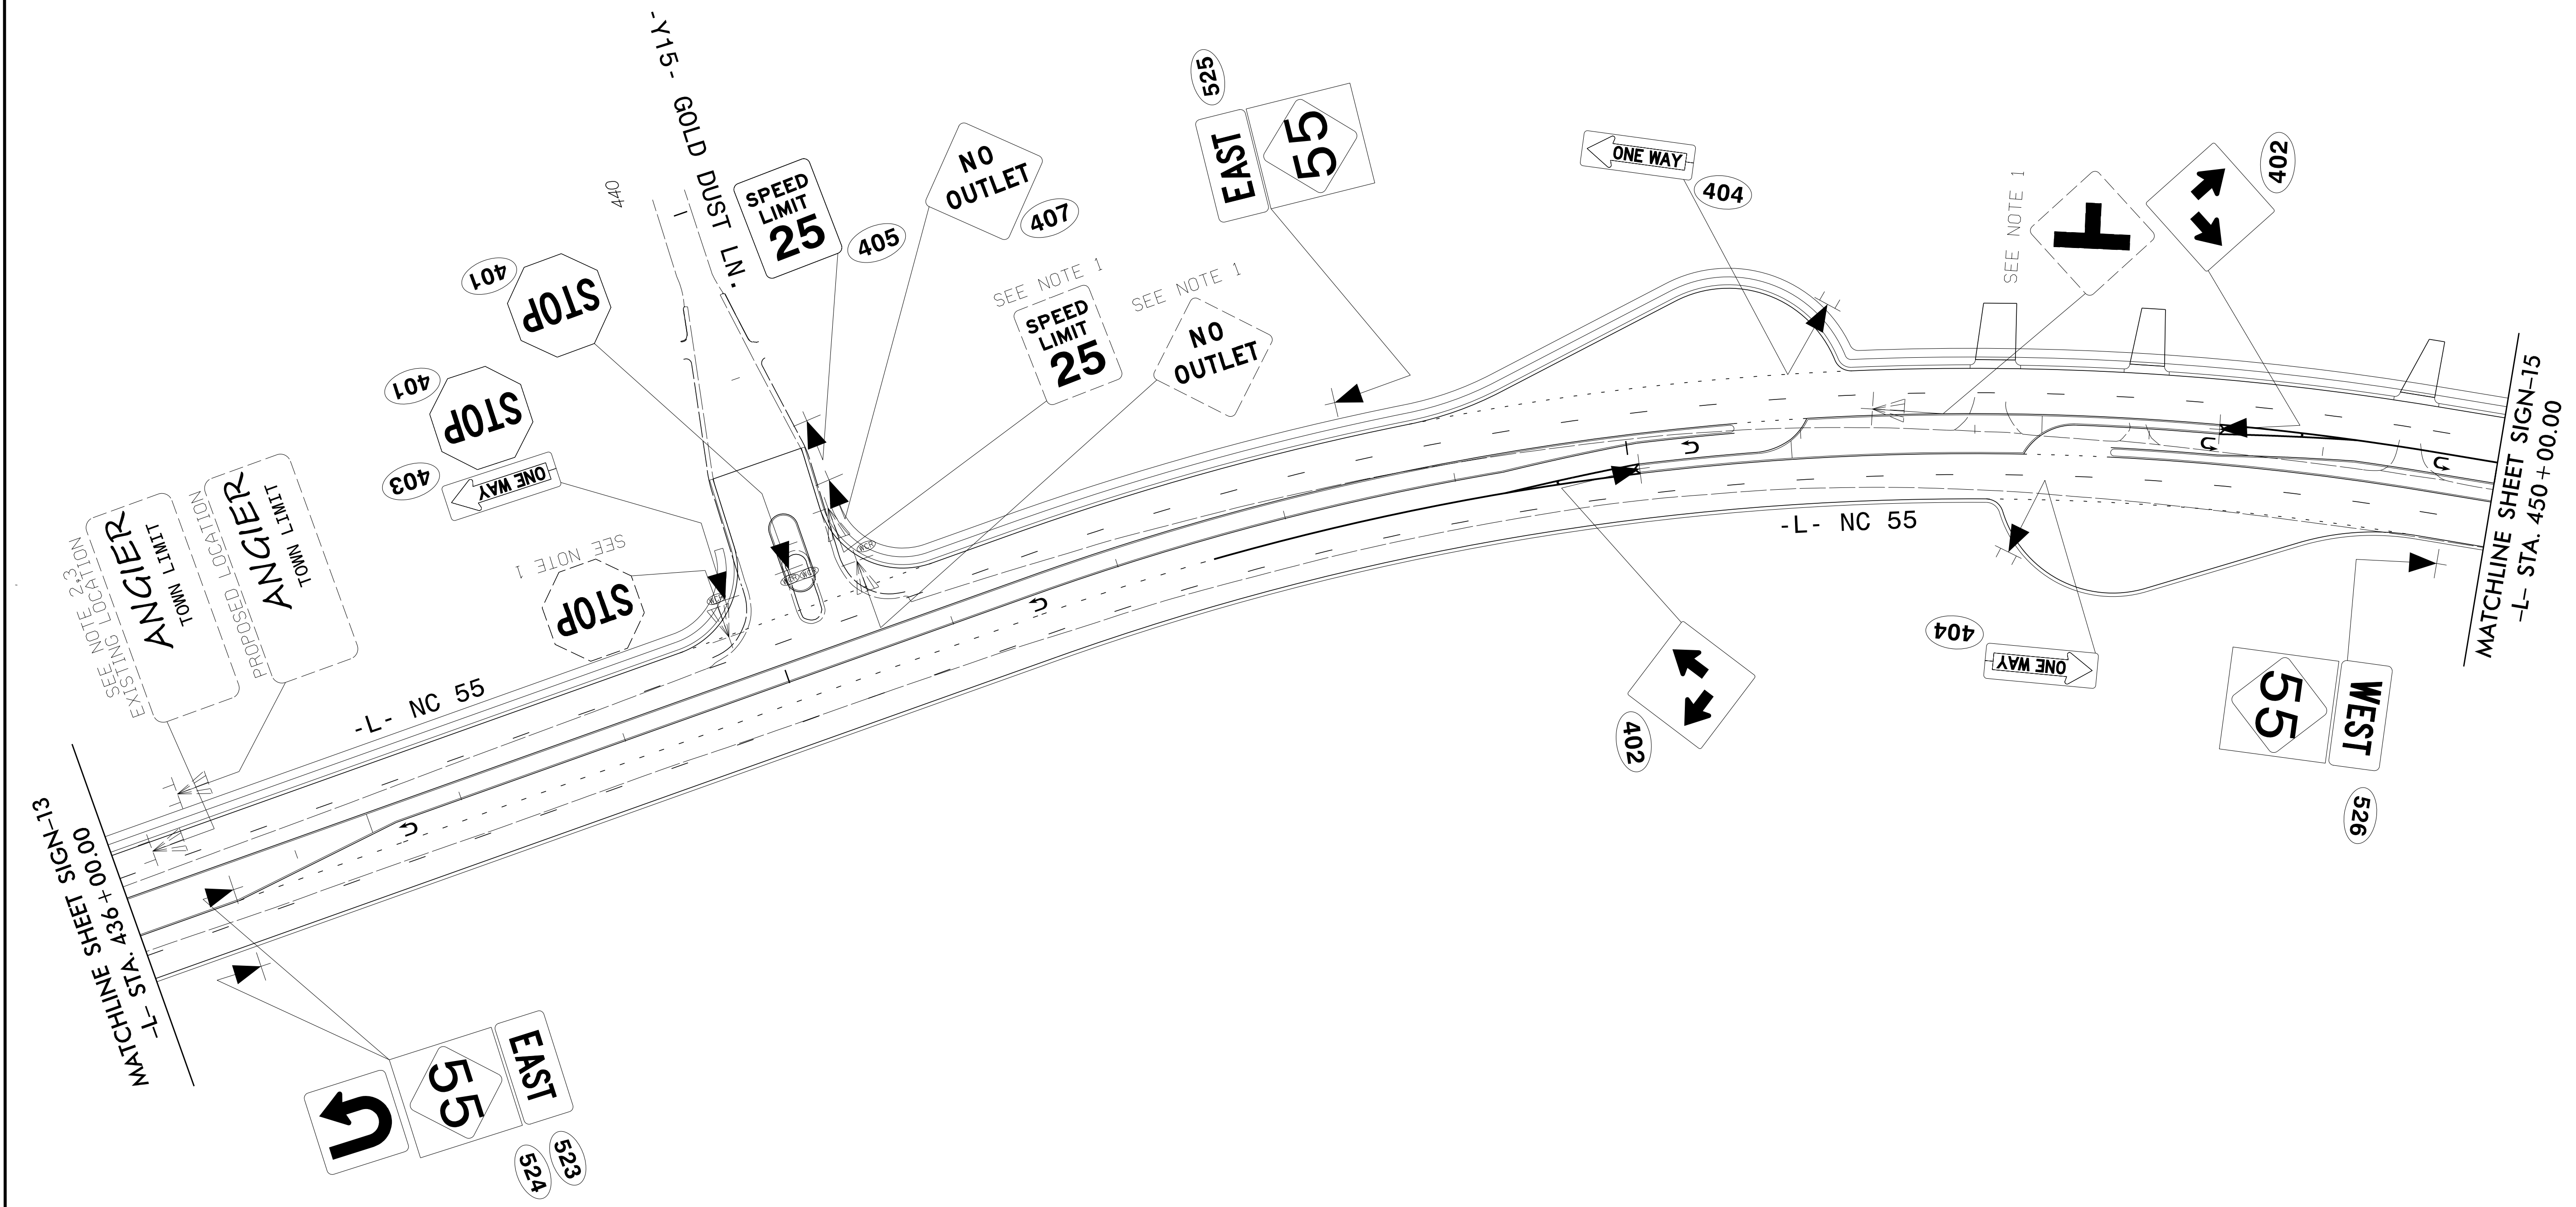 -Y15- GOLD DUST LN.
440
401
STOP
401
STOP
403
ONE WAY
SEE NOTE 1
STOP
SPEED
LIMIT
25
405
NO
OUTLET
407
SEE NOTE 1
SPEED
LIMIT
25
SEE NOTE 1
NO
OUTLET
525
EAST
55
ONE WAY
404
SEE NOTE 1
402
SEE NOTE 2,3
EXISTING LOCATION
ANGIER
TOWN LIMIT
PROPOSED LOCATION
ANGIER
TOWN LIMIT
-L- NC 55
-L- NC 55
MATCHLINE SHEET SIGN-13
-L- STA. 436+00.00
MATCHLINE SHEET SIGN-15
-L- STA. 450+00.00
402
404
ONE WAY
55
WEST
526
55
EAST
524
523
WCR